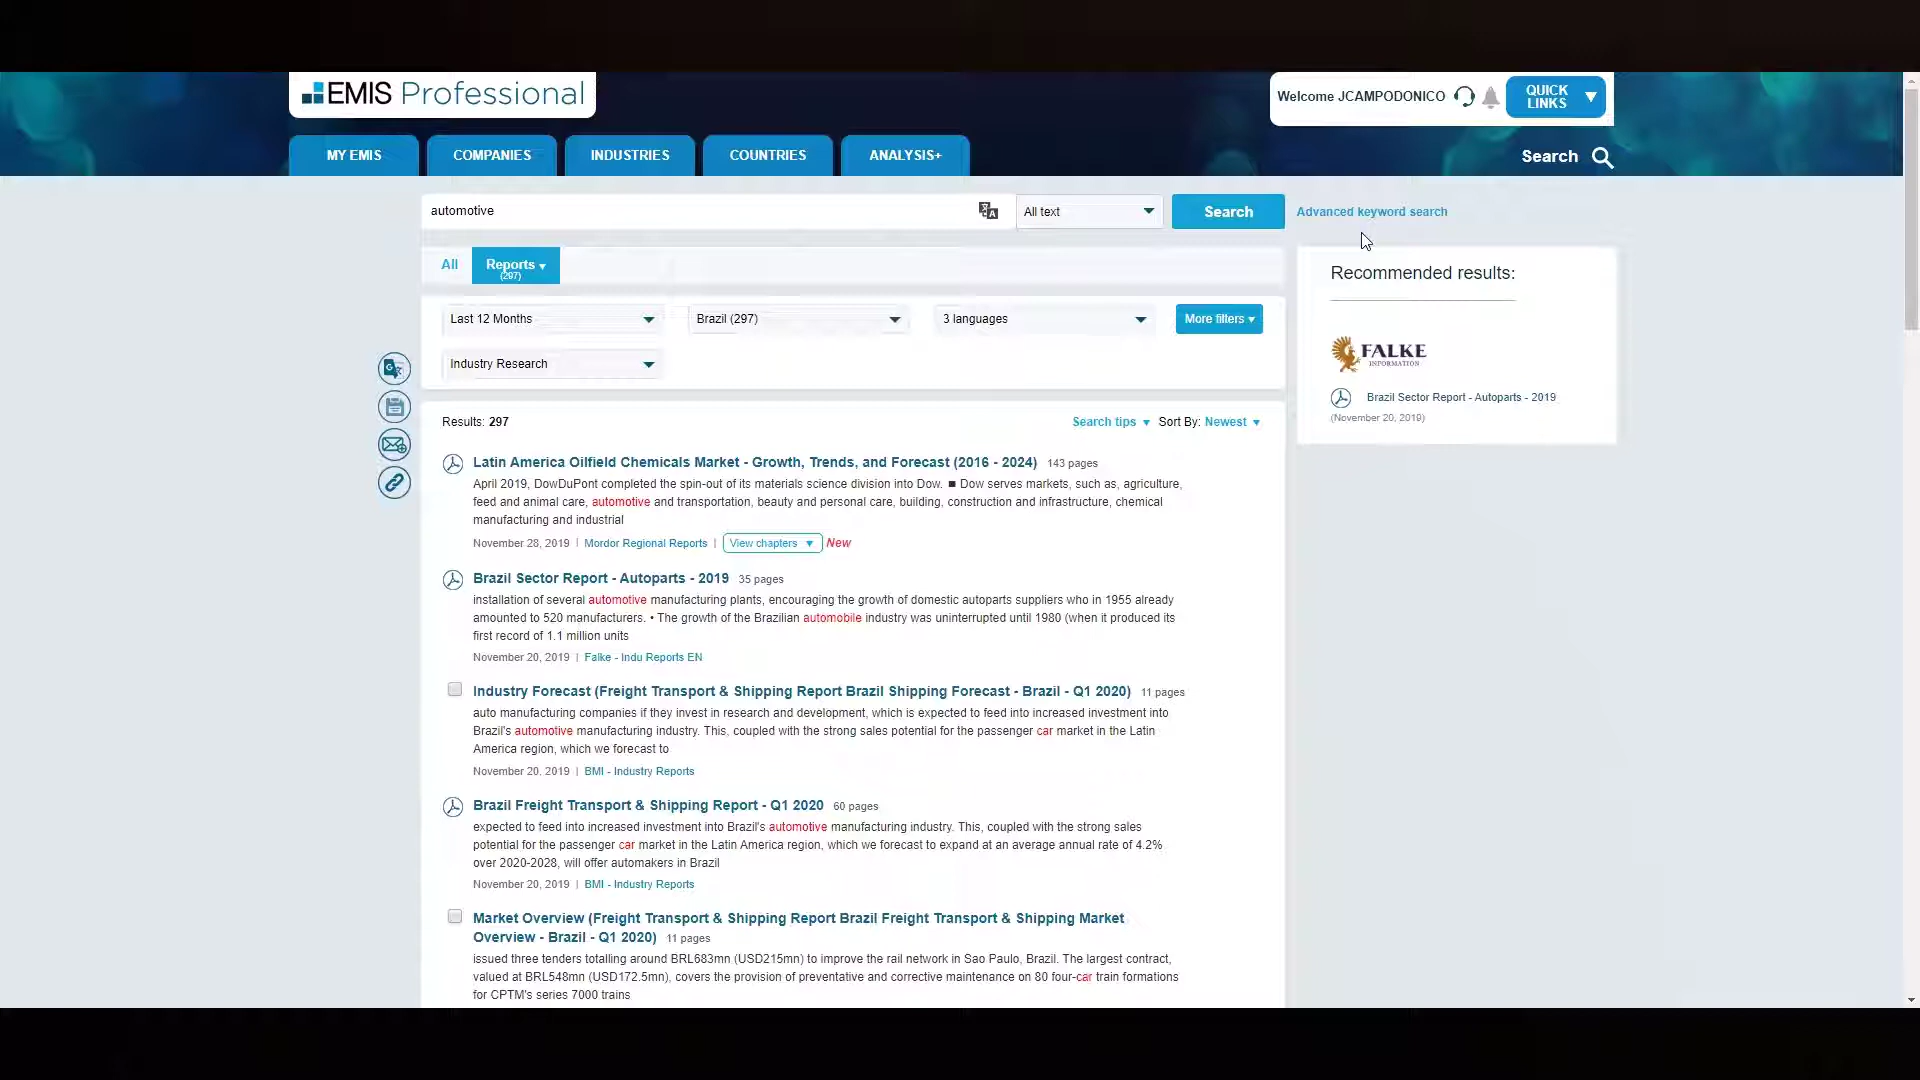 EMIS Professional
Welcome JCAMPODONICO
QUICK
LINKS
MY EMIS
COMPANIES
INDUSTRIES
COUNTRIES
ANALYSIS+
Search
automotive
All text
Search
Advanced keyword search
All
Reports
(297)
Last 12 Months
Brazil (297)
3 languages
More filters
Industry Research
Recommended results:
FALKE
INFORMATION
Brazil Sector Report - Autoparts - 2019
(November 20, 2019)
Results: 297
Search tips
Sort By: Newest
Latin America Oilfield Chemicals Market - Growth, Trends, and Forecast (2016 - 2024) 143 pages
April 2019, DowDuPont completed the spin-out of its materials science division into Dow. ■ Dow serves markets, such as, agriculture,
feed and animal care, automotive and transportation, beauty and personal care, building, construction and infrastructure, chemical
manufacturing and industrial
November 28, 2019 | Mordor Regional Reports | View chapters New
Brazil Sector Report - Autoparts - 2019 35 pages
installation of several automotive manufacturing plants, encouraging the growth of domestic autoparts suppliers who in 1955 already
amounted to 520 manufacturers. • The growth of the Brazilian automobile industry was uninterrupted until 1980 (when it produced its
first record of 1.1 million units
November 20, 2019 | Falke - Indu Reports EN
Industry Forecast (Freight Transport & Shipping Report Brazil Shipping Forecast - Brazil - Q1 2020) 11 pages
auto manufacturing companies if they invest in research and development, which is expected to feed into increased investment into
Brazil's automotive manufacturing industry. This, coupled with the strong sales potential for the passenger car market in the Latin
America region, which we forecast to
November 20, 2019 | BMI - Industry Reports
Brazil Freight Transport & Shipping Report - Q1 2020 60 pages
expected to feed into increased investment into Brazil's automotive manufacturing industry. This, coupled with the strong sales
potential for the passenger car market in the Latin America region, which we forecast to expand at an average annual rate of 4.2%
over 2020-2028, will offer automakers in Brazil
November 20, 2019 | BMI - Industry Reports
Market Overview (Freight Transport & Shipping Report Brazil Freight Transport & Shipping Market
Overview - Brazil - Q1 2020) 11 pages
issued three tenders totalling around BRL683mn (USD215mn) to improve the rail network in Sao Paulo, Brazil. The largest contract,
valued at BRL548mn (USD172.5mn), covers the provision of preventative and corrective maintenance on 80 four-car train formations
for CPTM's series 7000 trains